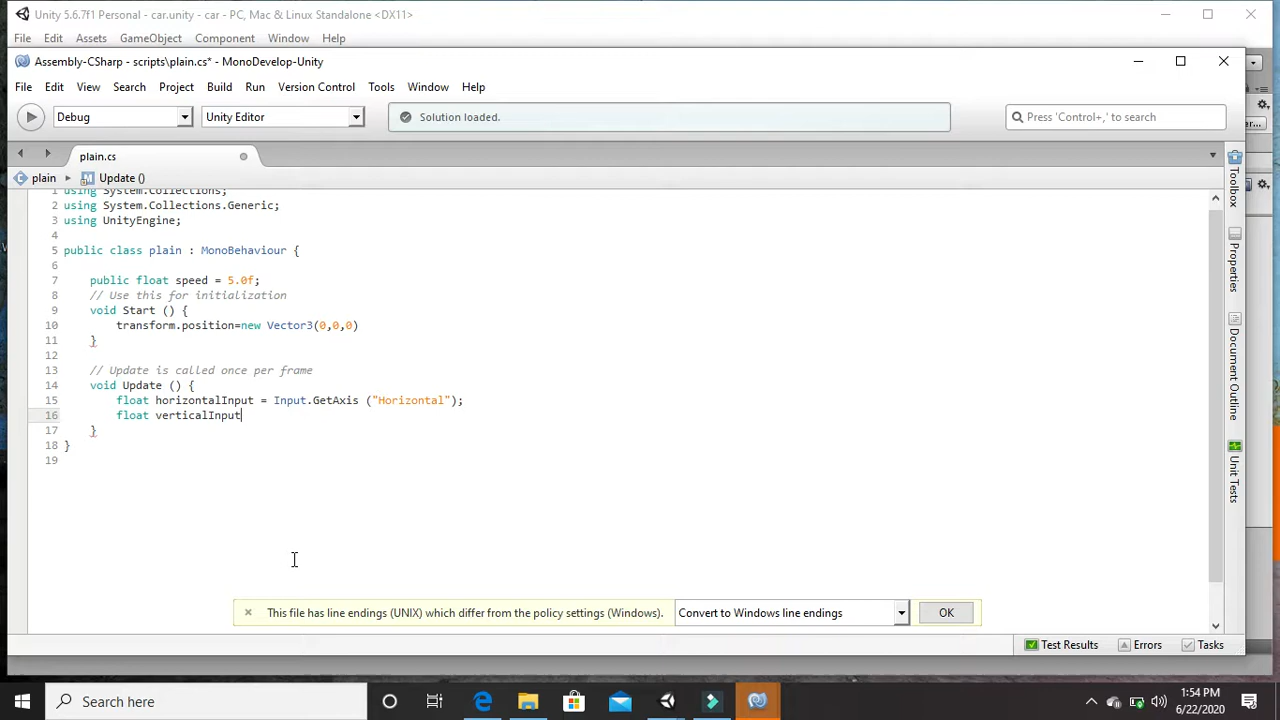 Unity 5.6.7f1 Personal - car.unity - car - PC, Mac & Linux Standalone <DX11>
File Edit Assets GameObject Component Window Help
Assembly-CSharp - scripts\plain.cs* - MonoDevelop-Unity
File Edit View Search Project Build Run Version Control Tools Window Help
Debug Unity Editor Solution loaded. Press 'Control+,' to search
plain.cs
plain Update ()
1 using System.Collections;
2 using System.Collections.Generic;
3 using UnityEngine;
4
5 public class plain : MonoBehaviour {
6
7 public float speed = 5.0f;
8 // Use this for initialization
9 void Start () {
10 transform.position=new Vector3(0,0,0)
11 }
12
13 // Update is called once per frame
14 void Update () {
15 float horizontalInput = Input.GetAxis ("Horizontal");
16 float verticalInput
17 }
18 }
19
Toolbox
Properties
Document Outline
Unit Tests
This file has line endings (UNIX) which differ from the policy settings (Windows). Convert to Windows line endings OK
Test Results Errors Tasks
Search here
1:54 PM
6/22/2020